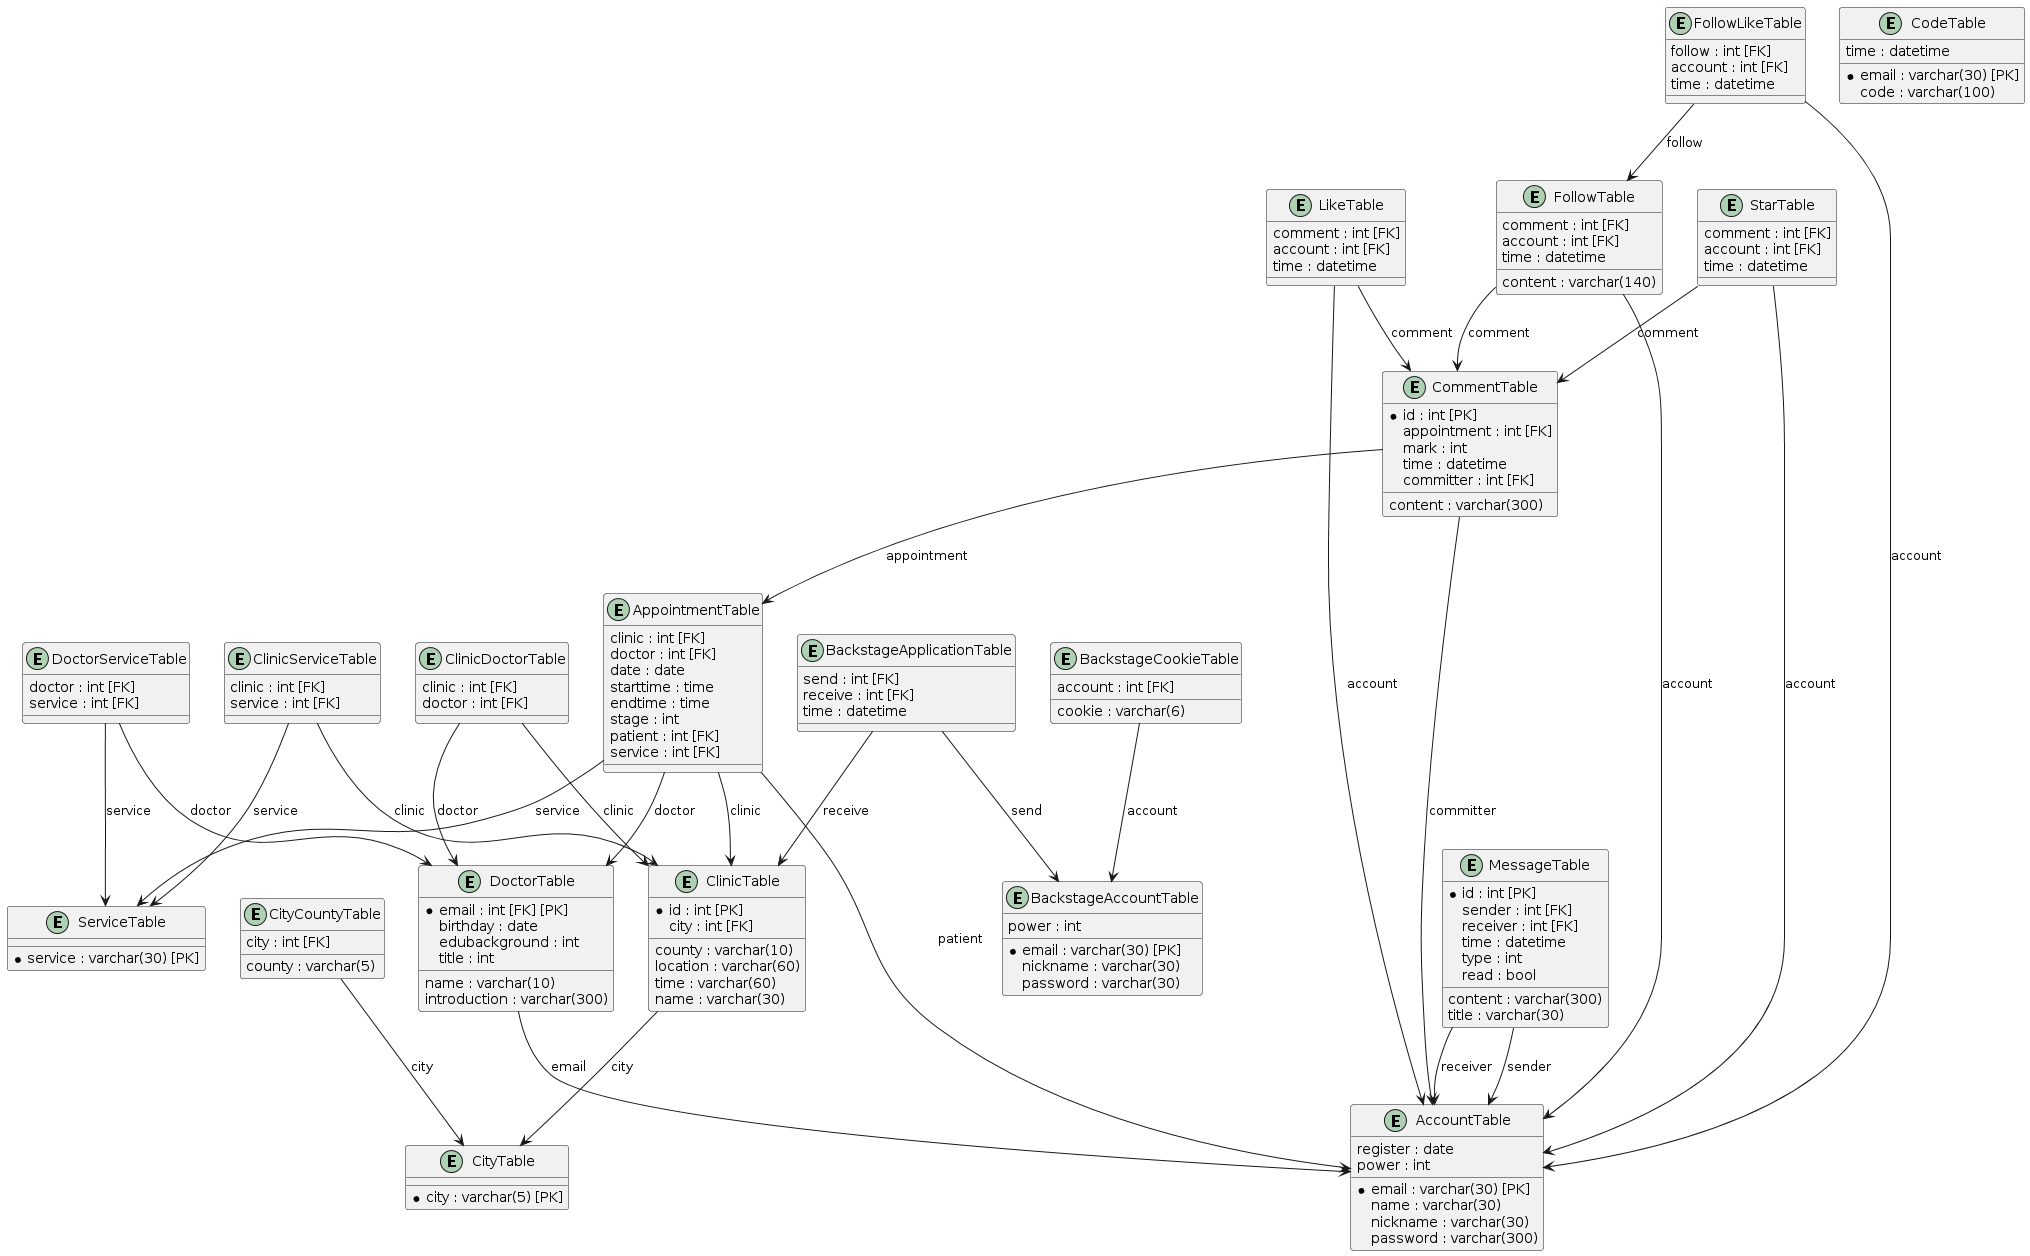 E FollowLikeTable
follow : int [FK]
account : int [FK]
time : datetime
E CodeTable
time : datetime
* email : varchar(30) [PK]
code : varchar(100)
follow
E LikeTable
comment : int [FK]
account : int [FK]
time : datetime
E FollowTable
comment : int [FK]
account : int [FK]
time : datetime
content : varchar(140)
E StarTable
comment : int [FK]
account : int [FK]
time : datetime
comment
comment
comment
E CommentTable
* id : int [PK]
appointment : int [FK]
mark : int
time : datetime
committer : int [FK]
content : varchar(300)
appointment
account
E DoctorServiceTable
doctor : int [FK]
service : int [FK]
E ClinicServiceTable
clinic : int [FK]
service : int [FK]
E ClinicDoctorTable
clinic : int [FK]
doctor : int [FK]
E AppointmentTable
clinic : int [FK]
doctor : int [FK]
date : date
starttime : time
endtime : time
stage : int
patient : int [FK]
service : int [FK]
E BackstageApplicationTable
send : int [FK]
receive : int [FK]
time : datetime
E BackstageCookieTable
account : int [FK]
cookie : varchar(6)
account
account
account
service
doctor
service
clinic
doctor
service
clinic
doctor
clinic
receive
send
account
committer
E ServiceTable
* service : varchar(30) [PK]
E CityCountyTable
city : int [FK]
county : varchar(5)
E DoctorTable
* email : int [FK] [PK]
birthday : date
edubackground : int
title : int
name : varchar(10)
introduction : varchar(300)
E ClinicTable
* id : int [PK]
city : int [FK]
county : varchar(10)
location : varchar(60)
time : varchar(60)
name : varchar(30)
patient
E BackstageAccountTable
power : int
* email : varchar(30) [PK]
nickname : varchar(30)
password : varchar(30)
E MessageTable
* id : int [PK]
sender : int [FK]
receiver : int [FK]
time : datetime
type : int
read : bool
content : varchar(300)
title : varchar(30)
city
email
city
receiver
sender
E CityTable
* city : varchar(5) [PK]
E AccountTable
register : date
power : int
* email : varchar(30) [PK]
name : varchar(30)
nickname : varchar(30)
password : varchar(300)